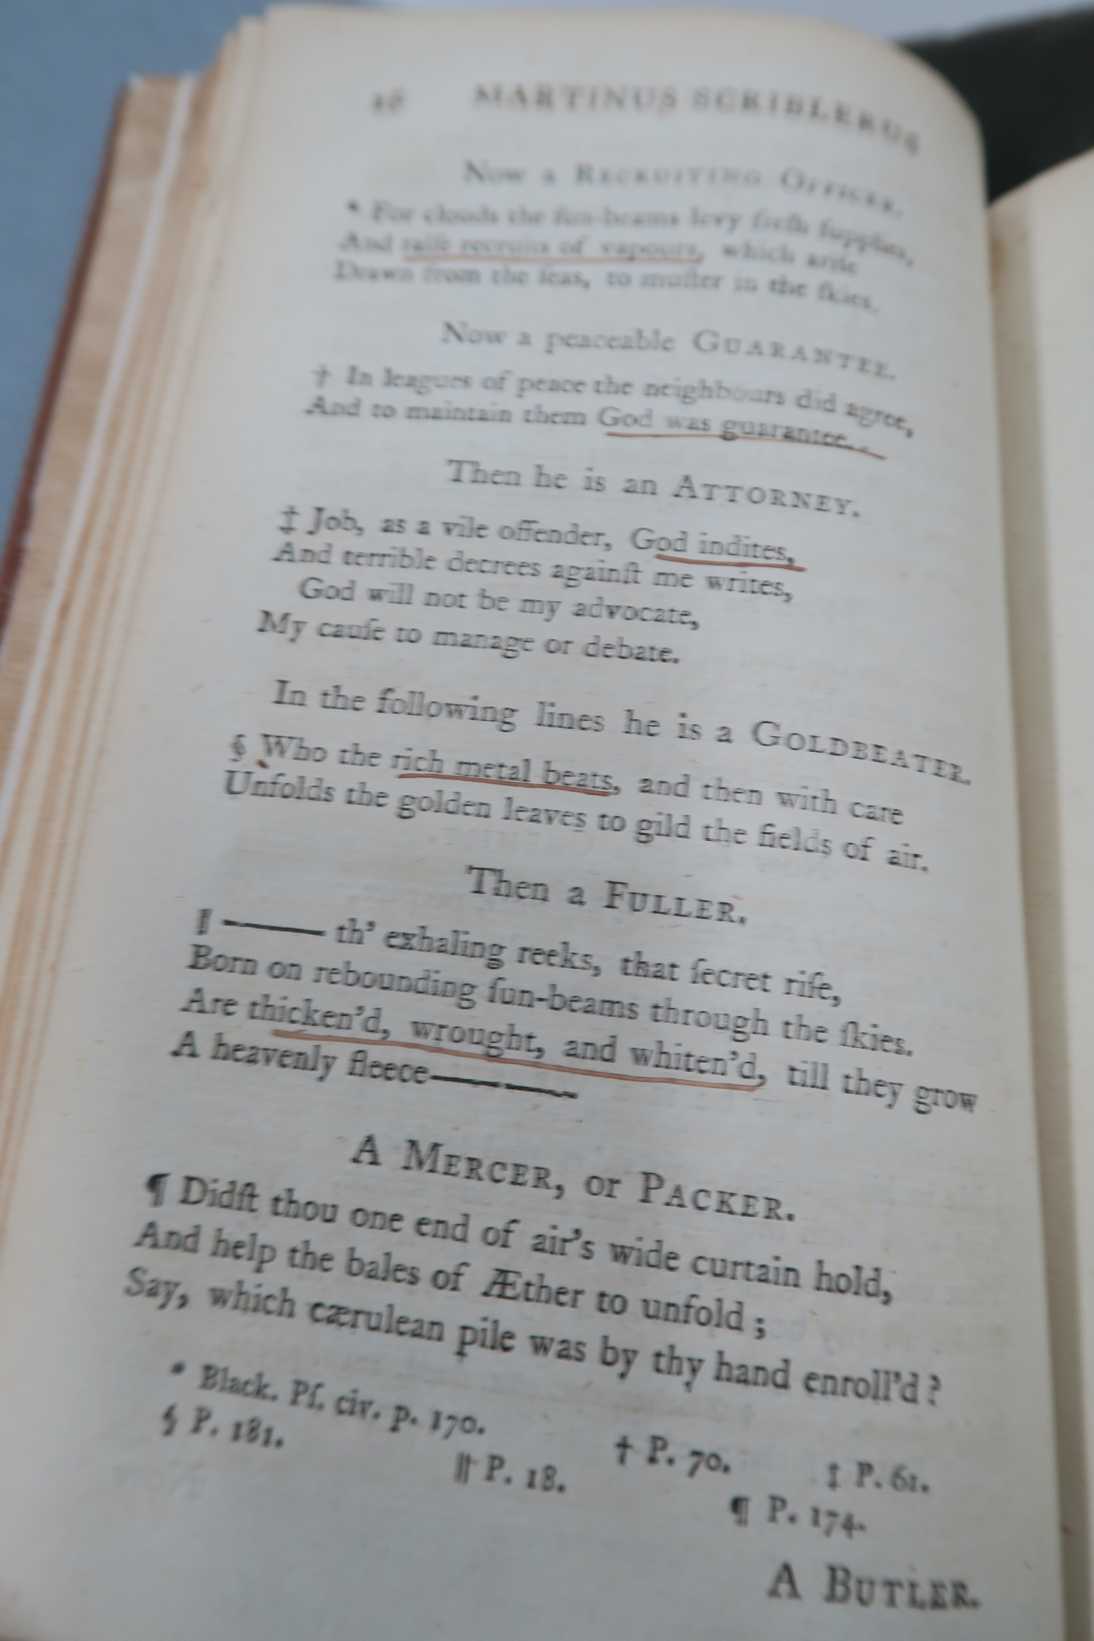 MARTINUS SCRIBLERUS
Now a RECRUITING OFFICER.
* For clouds the ſun-beams levy freſh ſupplies,
And raiſe recruits of vapours, which ariſe
Drawn from the ſeas, to muſter in the ſkies.
Now a peaceable GUARANTEE.
† In leagues of peace the neighbours did agree,
And to maintain them God was guarantee.
Then he is an ATTORNEY.
‡ Job, as a vile offender, God indites,
And terrible decrees againſt me writes,
God will not be my advocate,
My cauſe to manage or debate.
In the following lines he is a GOLDBEATER.
§ Who the rich metal beats, and then with care
Unfolds the golden leaves to gild the fields of air.
Then a FULLER.
‖ —— th' exhaling reeks, that ſecret riſe,
Born on rebounding ſun-beams through the ſkies.
Are thicken'd, wrought, and whiten'd, till they grow
A heavenly fleece————
A MERCER, or PACKER.
¶ Didſt thou one end of air's wide curtain hold,
And help the bales of Æther to unfold ;
Say, which cærulean pile was by thy hand enroll'd ?
* Black. Pſ. civ. p. 170. † P. 70. ‡ P. 61.
§ P. 181. ‖ P. 18. ¶ P. 174.
A BUTLER.